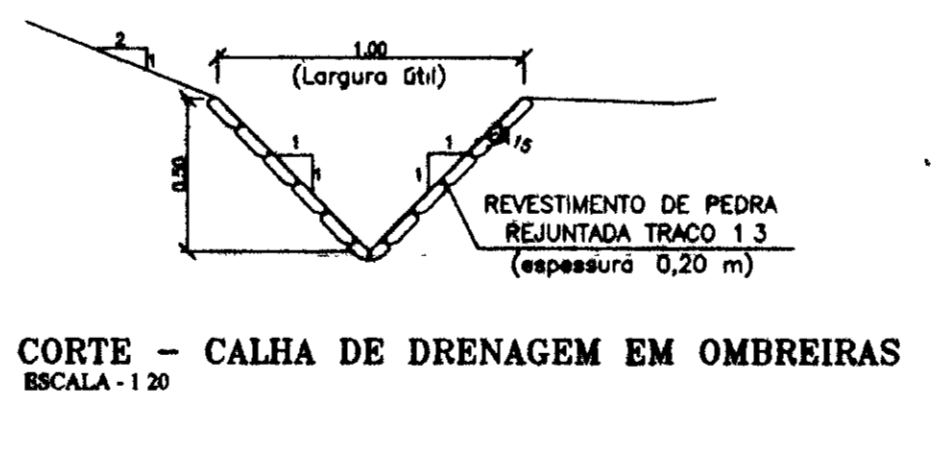 2
1
1.00
(Largura útil)
0.50
1
1
1
1
15
REVESTIMENTO DE PEDRA
REJUNTADA TRACO 1 3
(espessura 0,20 m)
CORTE - CALHA DE DRENAGEM EM OMBREIRAS
ESCALA - 1 20